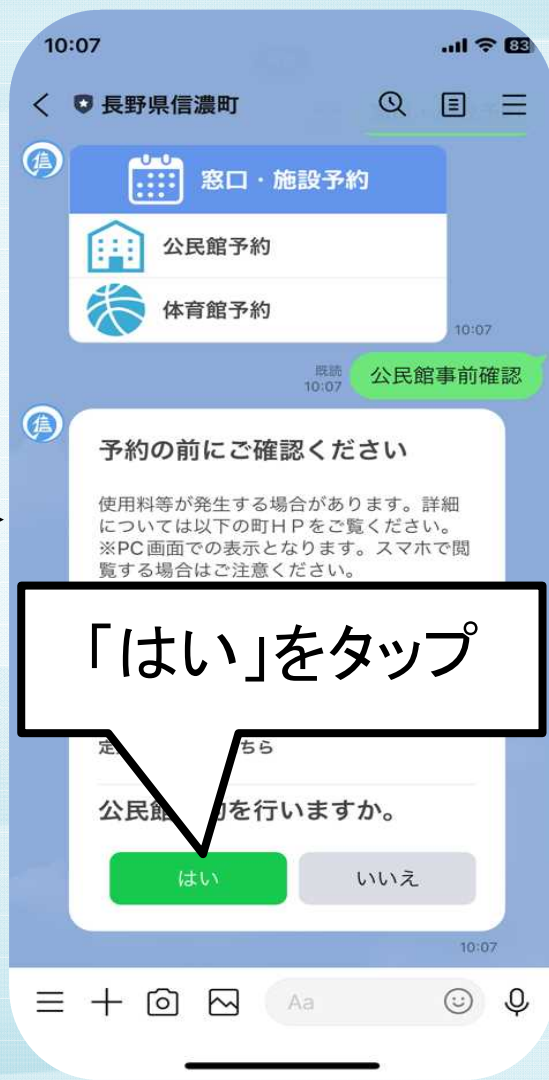 10:07
83
長野県信濃町
信
窓口・施設予約
公民館予約
体育館予約
10:07
既読
10:07
公民館事前確認
信
予約の前にご確認ください
使用料等が発生する場合があります。詳細
については以下の町ＨＰをご覧ください。
※PC画面での表示となります。スマホで閲
覧する場合はご注意ください。
「はい」をタップ
ちら
公民館 を行いますか。
はい
いいえ
10:07
Aa